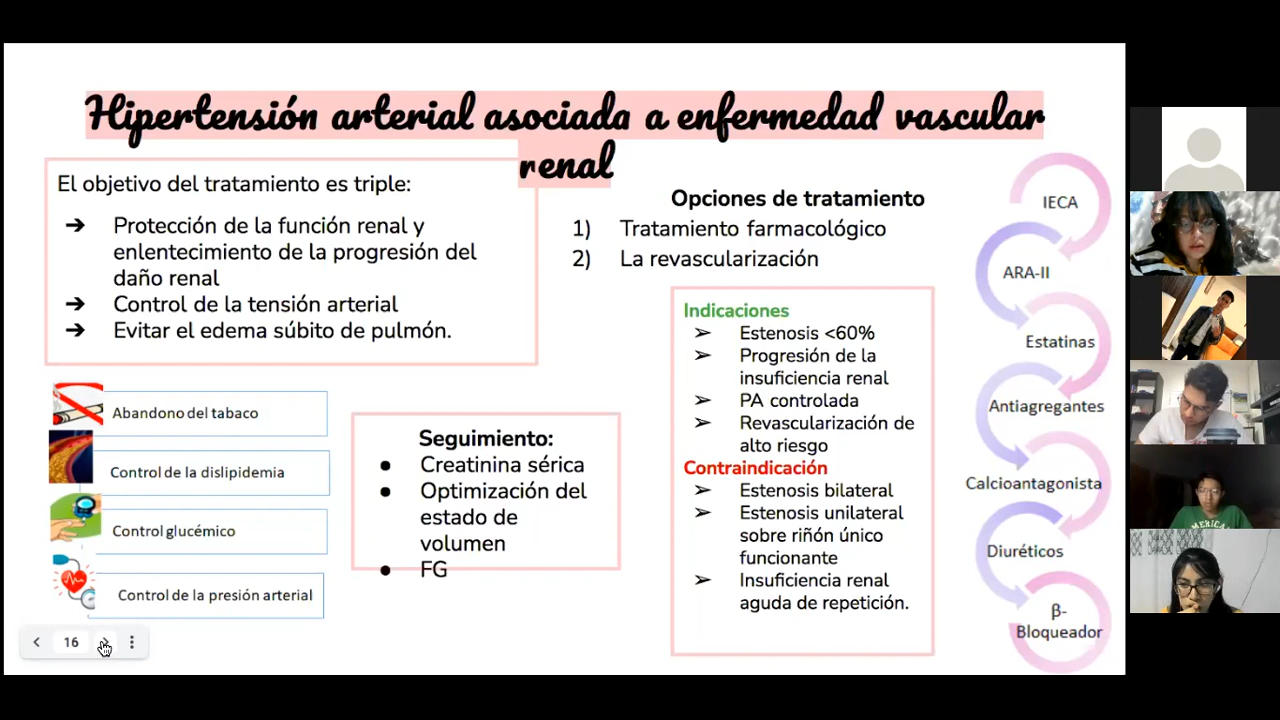 Hipertensión arterial asociada a enfermedad vascular
renal
El objetivo del tratamiento es triple:
➔ Protección de la función renal y
enlentecimiento de la progresión del
daño renal
➔ Control de la tensión arterial
➔ Evitar el edema súbito de pulmón.
Abandono del tabaco
Control de la dislipidemia
Control glucémico
Control de la presión arterial
Seguimiento:
● Creatinina sérica
● Optimización del
estado de
volumen
● FG
Opciones de tratamiento
1) Tratamiento farmacológico
2) La revascularización
Indicaciones
➢ Estenosis <60%
➢ Progresión de la
insuficiencia renal
➢ PA controlada
➢ Revascularización de
alto riesgo
Contraindicación
➢ Estenosis bilateral
➢ Estenosis unilateral
sobre riñón único
funcionante
➢ Insuficiencia renal
aguda de repetición.
IECA
ARA-II
Estatinas
Antiagregantes
Calcioantagonista
Diuréticos
β-
Bloqueador
16